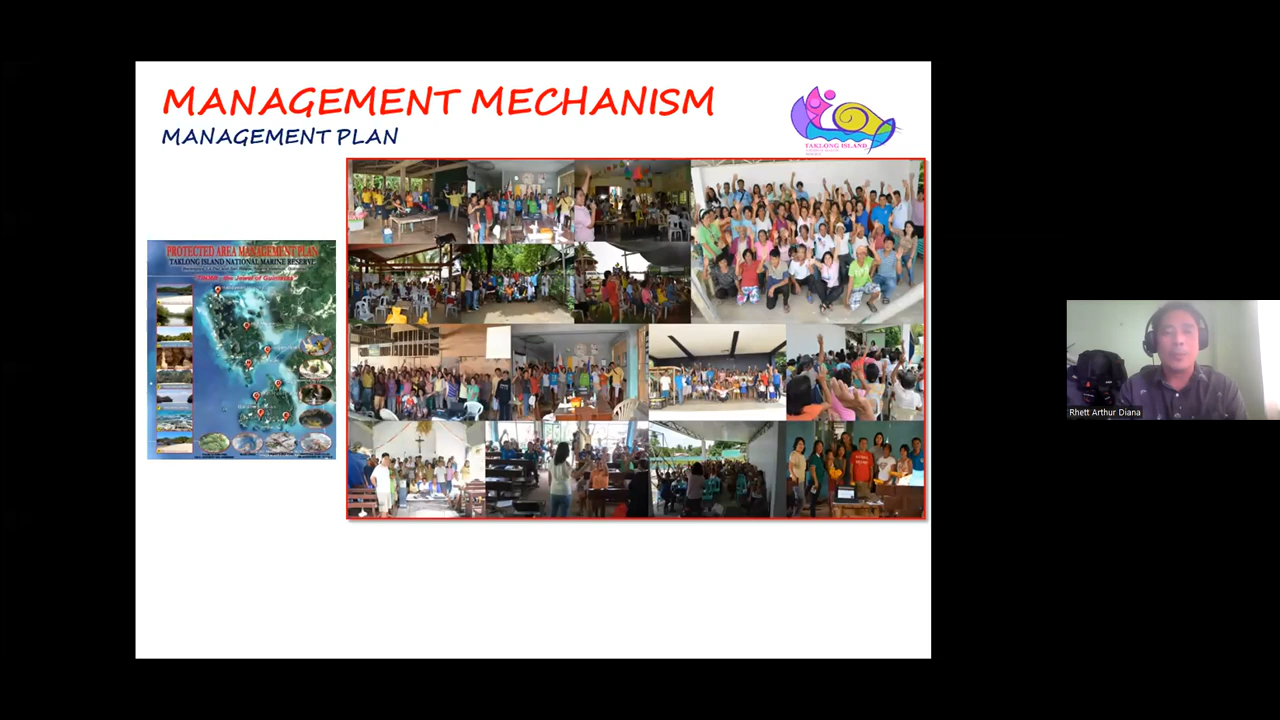 MANAGEMENT MECHANISM
MANAGEMENT PLAN
TAKLONG ISLAND
PROTECTED AREA MANAGEMENT PLAN
TAKLONG ISLAND NATIONAL MARINE RESERVE
Rhett Arthur Diana